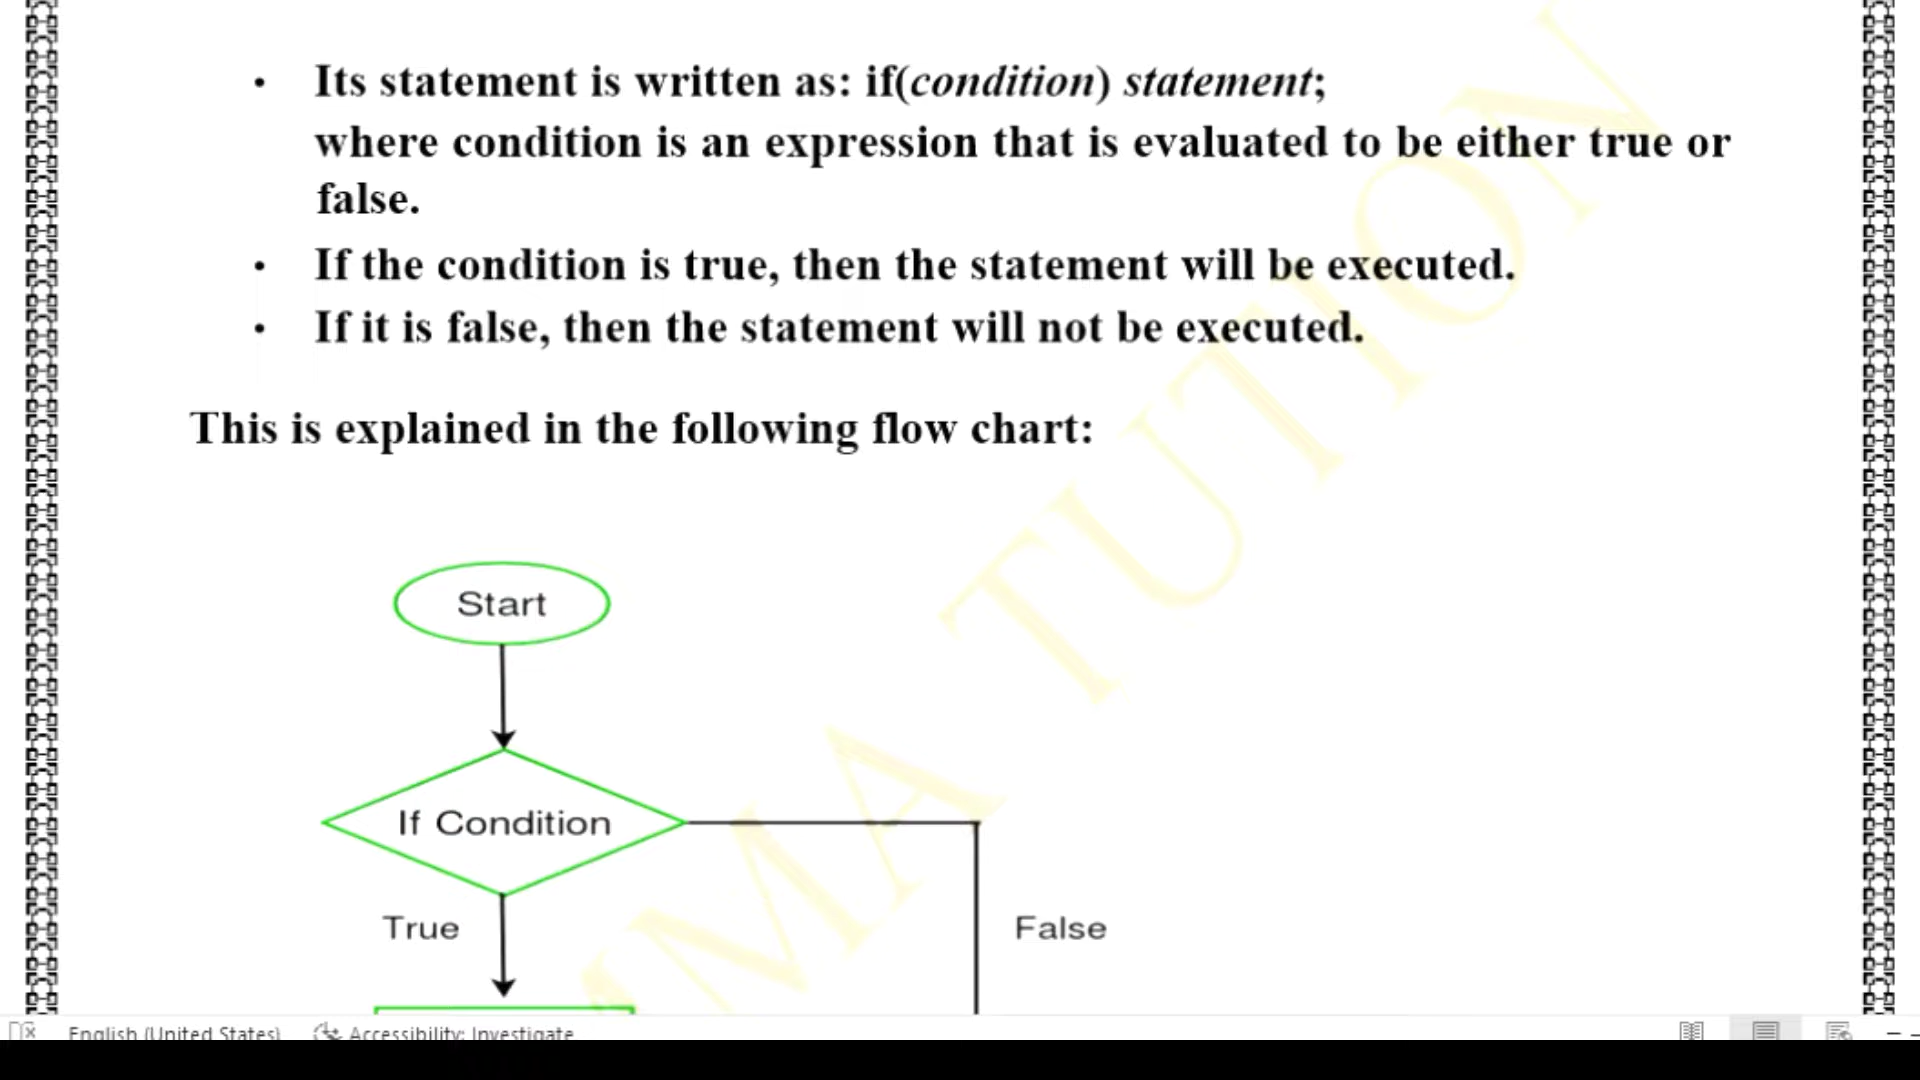 • Its statement is written as: if(condition) statement;
where condition is an expression that is evaluated to be either true or
false.
• If the condition is true, then the statement will be executed.
• If it is false, then the statement will not be executed.
This is explained in the following flow chart:
Start
If Condition
True
False
MMA TUTION
English (United States) Accessibility: Investigate